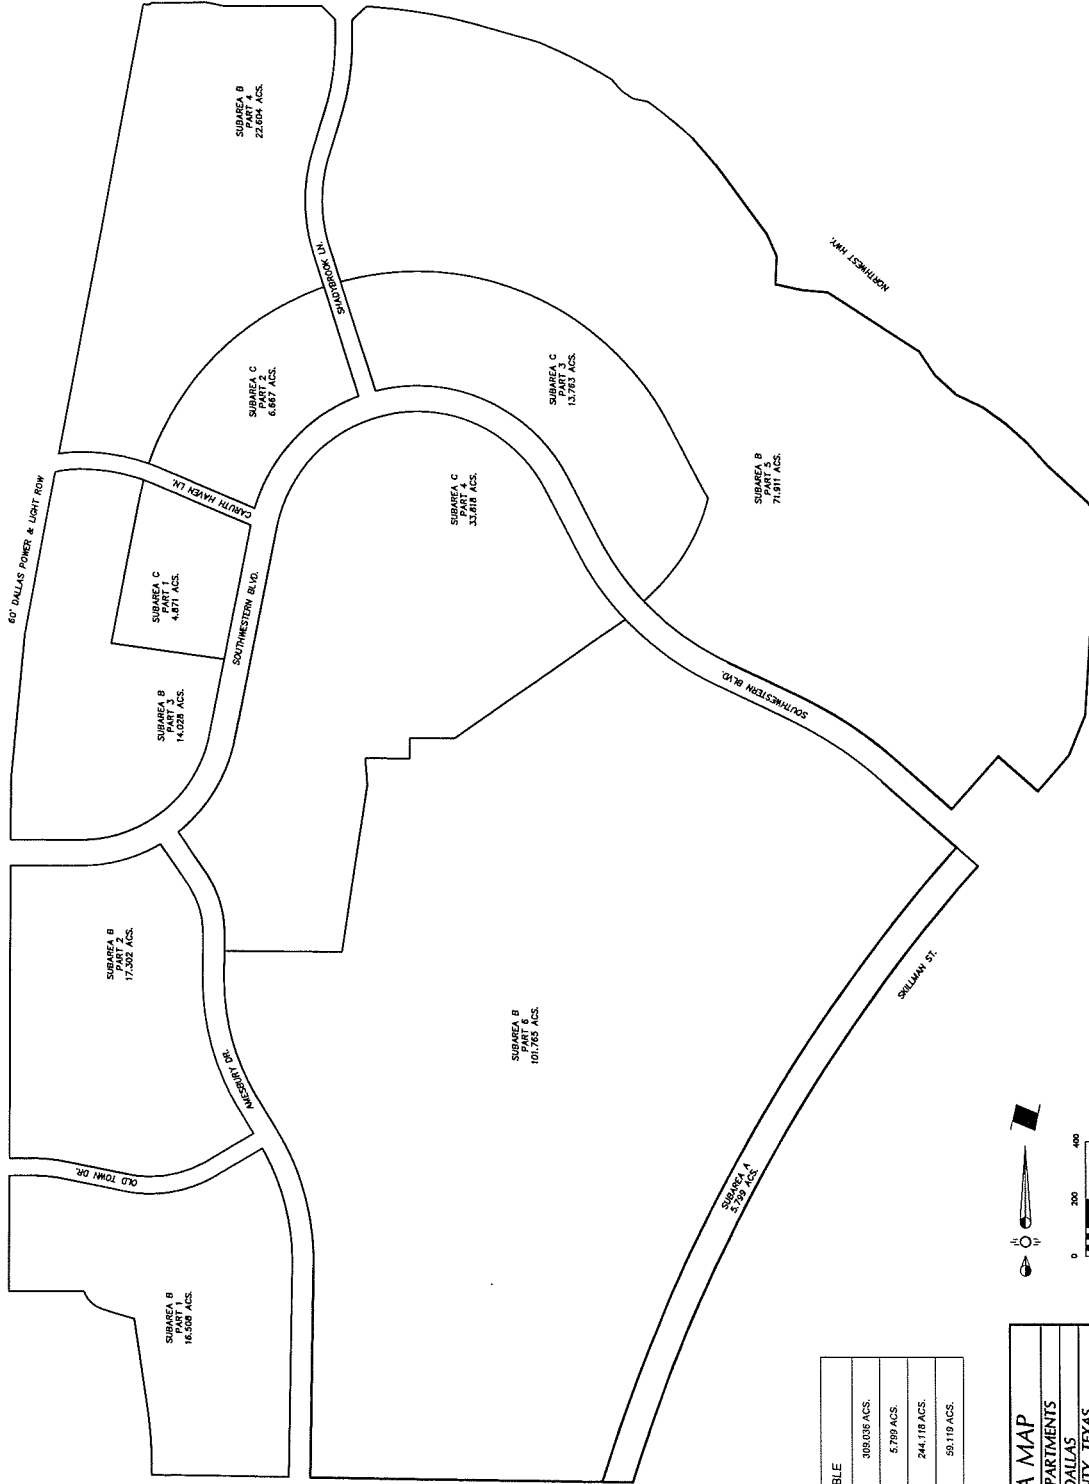 60' DALLAS POWER & LIGHT ROW
SUBAREA B
PART 4
22.604 ACS.
SHADYBROOK LN.
NORTHWEST HWY.
SUBAREA C
PART 2
6.667 ACS.
CARUTH HAVEN LN.
SUBAREA C
PART 1
4.871 ACS.
SUBAREA B
PART 3
14.028 ACS.
SOUTHWESTERN BLVD.
SUBAREA C
PART 3
13.763 ACS.
SUBAREA C
PART 4
33.818 ACS.
SUBAREA B
PART 5
71.911 ACS.
SOUTHWESTERN BLVD.
SUBAREA B
PART 2
17.302 ACS.
AMESBURY DR.
OLD TOWN DR.
SUBAREA B
PART 1
16.508 ACS.
SUBAREA B
PART 6
101.765 ACS.
SKILLMAN ST.
SUBAREA A
5.799 ACS.
0 200 400
BLE
309.036 ACS.
5.799 ACS.
244.118 ACS.
59.119 ACS.
A MAP
PARTMENTS
DALLAS
TY, TEXAS